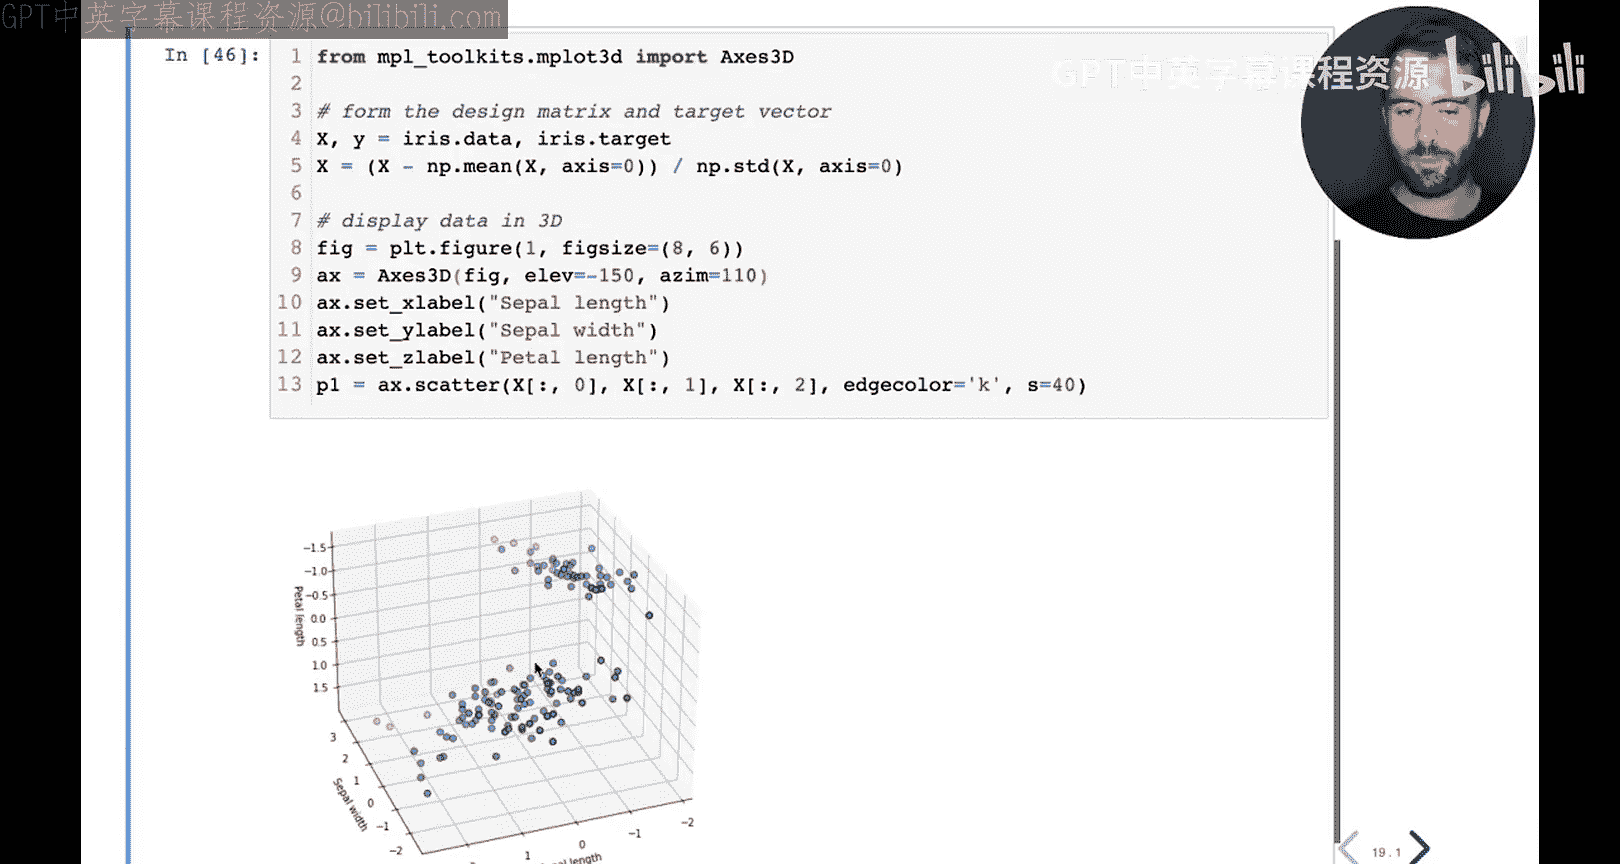 GPT中英字幕课程资源@bilibili.com
GPT中英字幕课程资源 bilibili
In [46]:
1 from mpl_toolkits.mplot3d import Axes3D
2
3 # form the design matrix and target vector
4 X, y = iris.data, iris.target
5 X = (X - np.mean(X, axis=0)) / np.std(X, axis=0)
6
7 # display data in 3D
8 fig = plt.figure(1, figsize=(8, 6))
9 ax = Axes3D(fig, elev=-150, azim=110)
10 ax.set_xlabel("Sepal length")
11 ax.set_ylabel("Sepal width")
12 ax.set_zlabel("Petal length")
13 p1 = ax.scatter(X[:, 0], X[:, 1], X[:, 2], edgecolor='k', s=40)
−1.5
−1.0
−0.5
0.0
0.5
1.0
1.5
Petal length
3
2
1
0
−1
−2
Sepal width
1
0
−1
−2
length
19.1